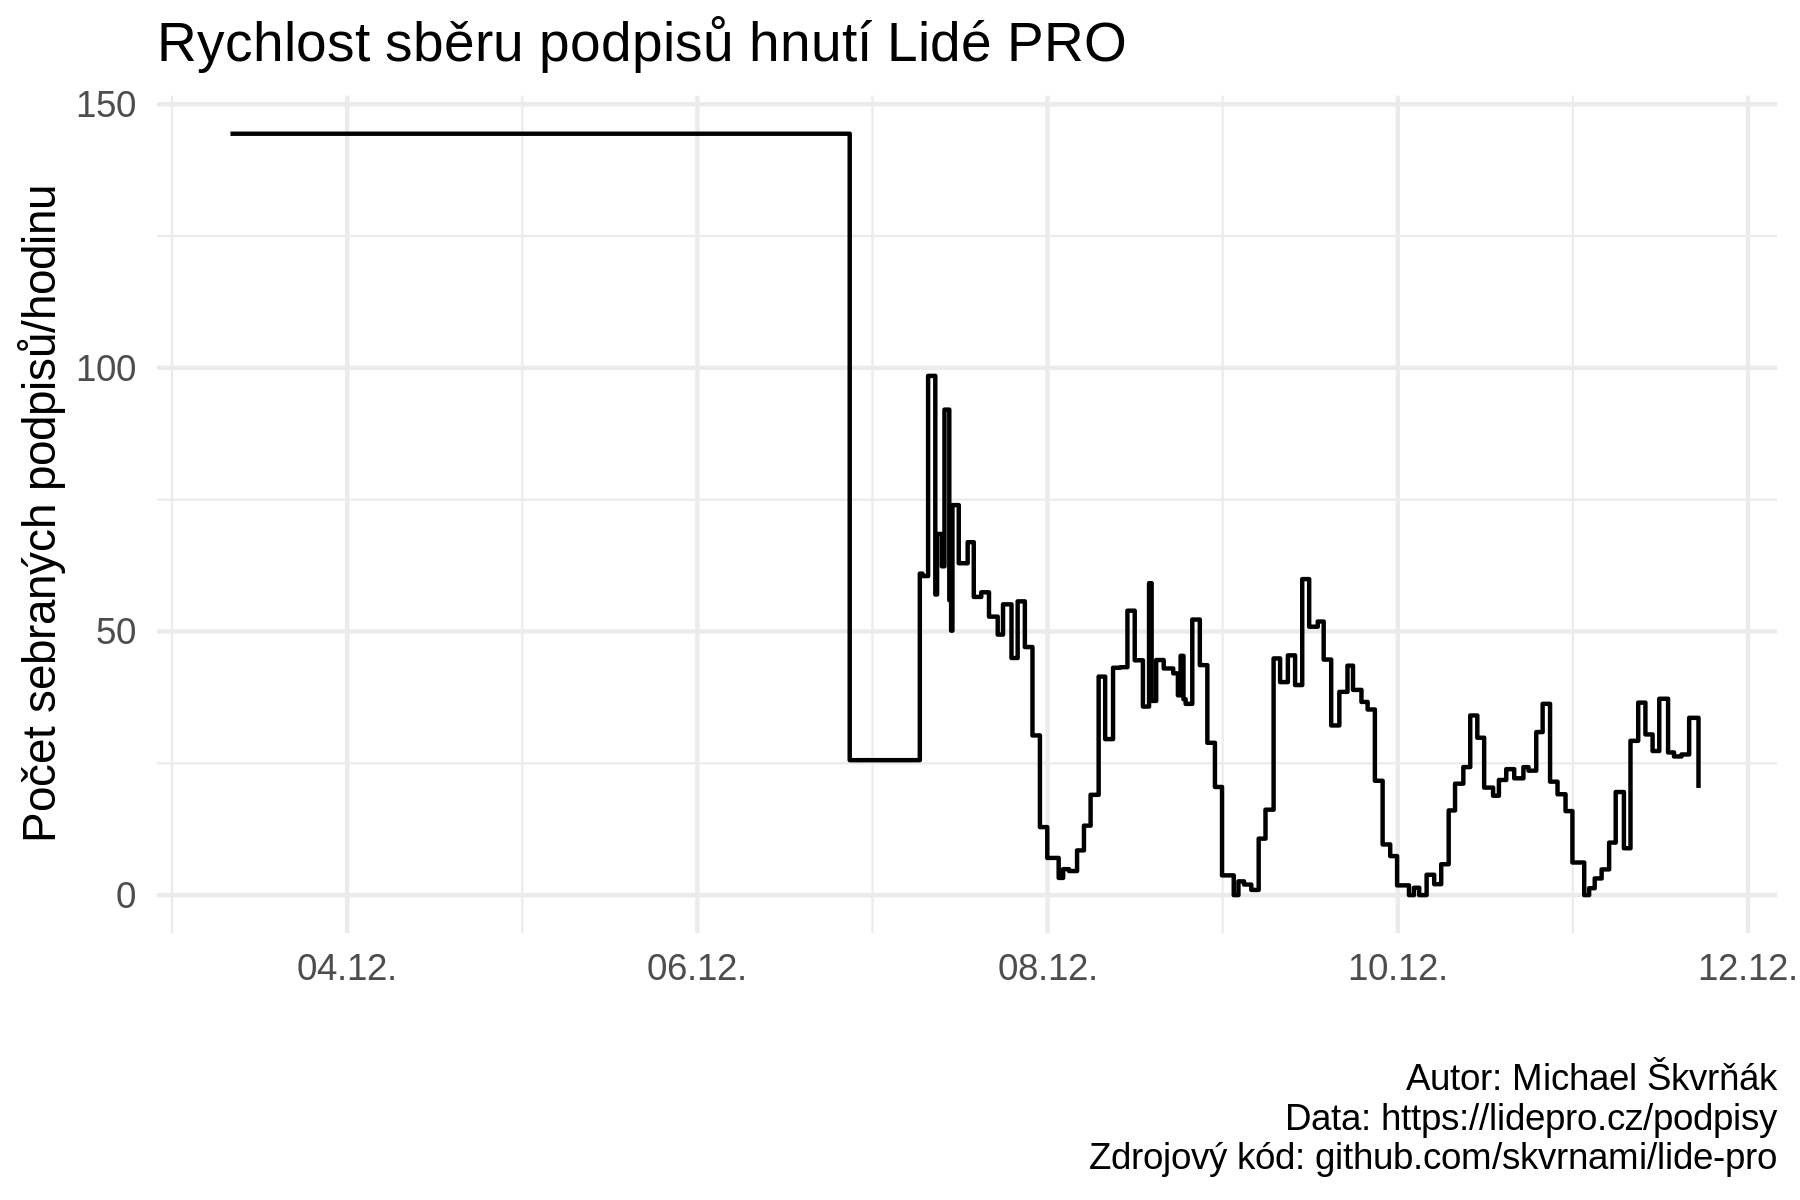 Rychlost sběru podpisů hnutí Lidé PRO
Počet sebraných podpisů/hodinu
150
100
50
0
04.12.
06.12.
08.12.
10.12.
12.12.
Autor: Michael Škvrňák
Data: https://lidepro.cz/podpisy
Zdrojový kód: github.com/skvrnami/lide-pro